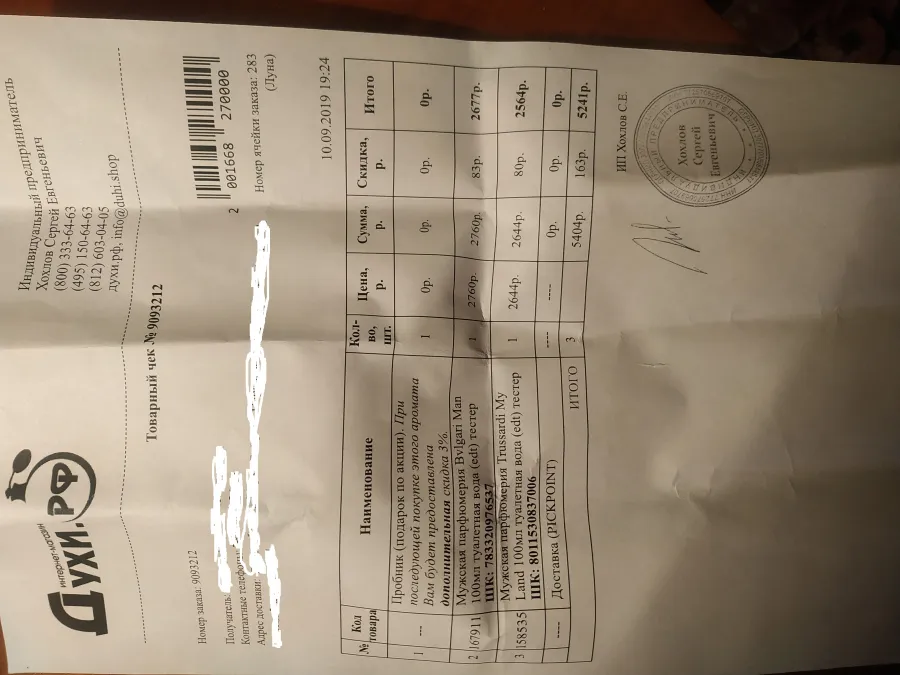 интернет-магазин
Духи.РФ
Индивидуальный предприниматель
Хохлов Сергей Евгеньевич
(800) 333-64-63
(495) 150-64-63
(812) 603-04-05
духи.рф, info@duhi.shop
Товарный чек № 9093212
Номер заказа: 9093212
Получатель:
Контактные телефоны
Адрес доставки:
2 001668 270000
Номер ячейки заказа: 283
(Луна)
10.09.2019 19:24
№ Код товара Наименование Кол-во, шт. Цена, р. Сумма, р. Скидка, р. Итого
1 --- Пробник (подарок по акции). При 1 0р. 0р. 0р. 0р.
последующей покупке этого аромата
Вам будет предоставлена
дополнительная скидка 3%.
2 167911 Мужская парфюмерия Bvlgari Man 1 2760р. 2760р. 83р. 2677р.
100мл туалетная вода (edt) тестер
ШК: 783320976537
3 158535 Мужская парфюмерия Trussardi My 1 2644р. 2644р. 80р. 2564р.
Land 100мл туалетная вода (edt) тестер
ШК: 8011530837006
---- Доставка (PICKPOINT) ---- ---- 0р. 0р. 0р.
ИТОГО 3 5404р. 163р. 5241р.
ИП Хохлов С.Е.
ИНДИВИДУАЛЬНЫЙ ПРЕДПРИНИМАТЕЛЬ
Хохлов
Сергей
Евгеньевич